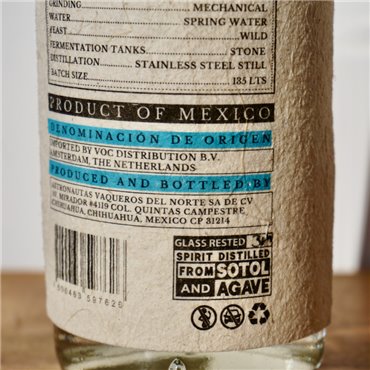 GRINDING MECHANICAL
WATER SPRING WATER
YEAST WILD
FERMENTATION TANKS STONE
DISTILLATION STAINLESS STEEL STILL
BATCH SIZE 135 LTS
PRODUCT OF MEXICO
DENOMINACIÓN DE ORIGEN
IMPORTED BY VOC DISTRIBUTION B.V.
AMSTERDAM, THE NETHERLANDS
PRODUCED AND BOTTLED BY
ASTRONAUTAS VAQUEROS DEL NORTE SA DE CV
MIRADOR #4119 COL. QUINTAS CAMPESTRE
CHIHUAHUA, CHIHUAHUA. MEXICO CP 31214
GLASS RESTED
SPIRIT DISTILLED
FROM SOTOL
AND AGAVE